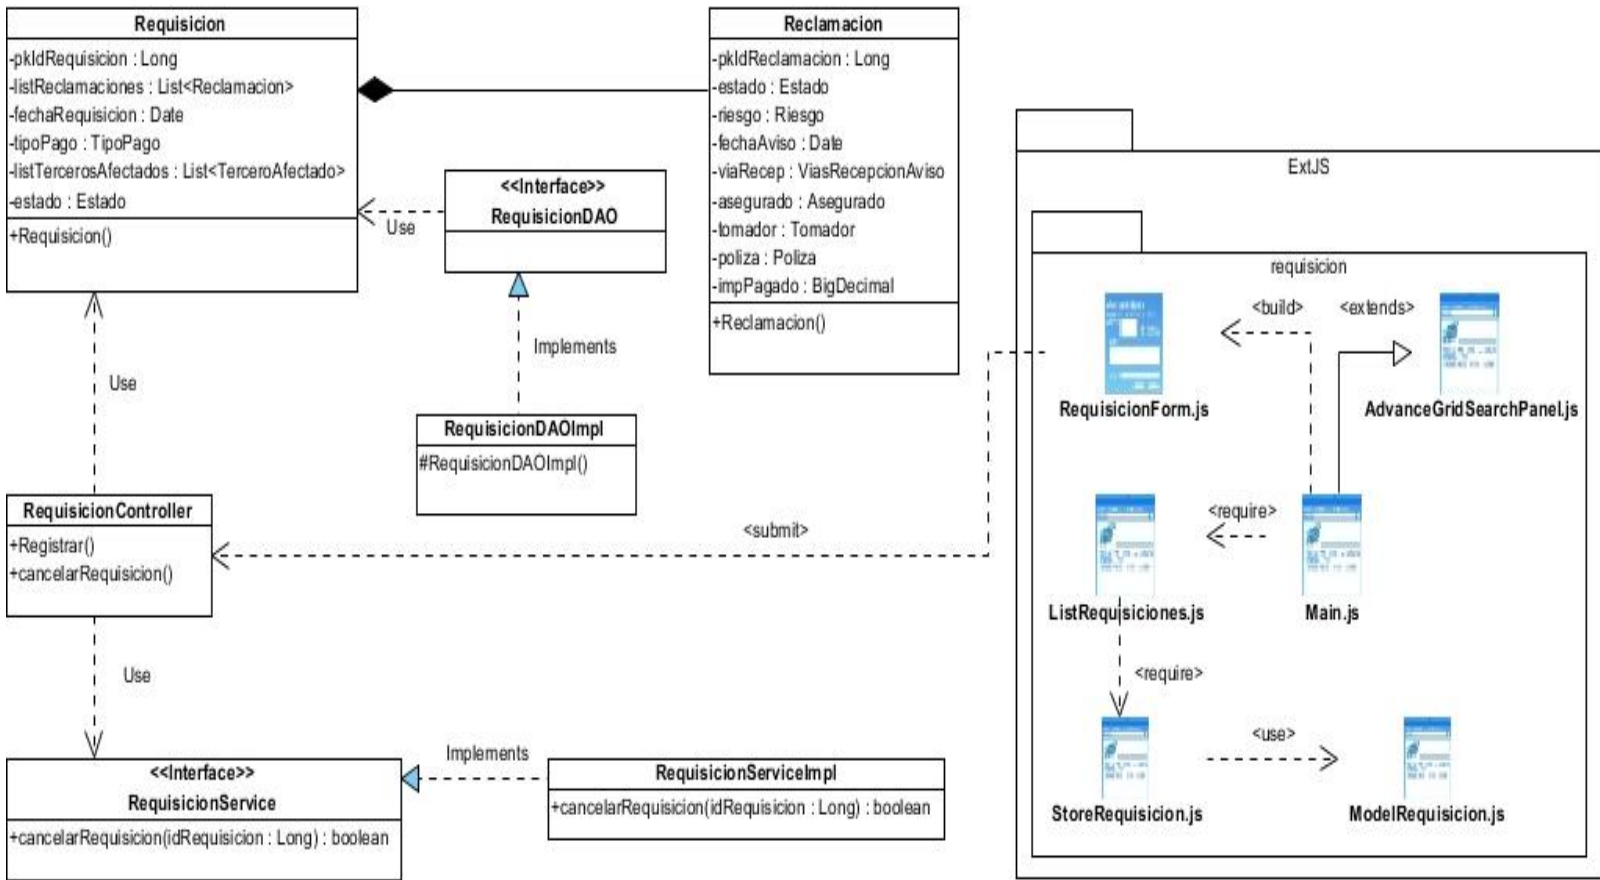 Requisicion
-pkIdRequisicion : Long
-listReclamaciones : List<Reclamacion>
-fechaRequisicion : Date
-tipoPago : TipoPago
-listTercerosAfectados : List<TerceroAfectado>
-estado : Estado
+Requisicion()
Reclamacion
-pkIdReclamacion : Long
-estado : Estado
-riesgo : Riesgo
-fechaAviso : Date
-viaRecep : ViasRecepcionAviso
-asegurado : Asegurado
-tomador : Tomador
-poliza : Poliza
-impPagado : BigDecimal
+Reclamacion()
<<Interface>>
RequisicionDAO
Use
Implements
RequisicionDAOImpl
#RequisicionDAOImpl()
Use
RequisicionController
+Registrar()
+cancelarRequisicion()
<submit>
Use
<<Interface>>
RequisicionService
+cancelarRequisicion(idRequisicion : Long) : boolean
Implements
RequisicionServiceImpl
+cancelarRequisicion(idRequisicion : Long) : boolean
ExtJS
requisicion
<build>
<extends>
RequisicionForm.js
AdvanceGridSearchPanel.js
<require>
ListRequisiciones.js
Main.js
<require>
<use>
StoreRequisicion.js
ModelRequisicion.js